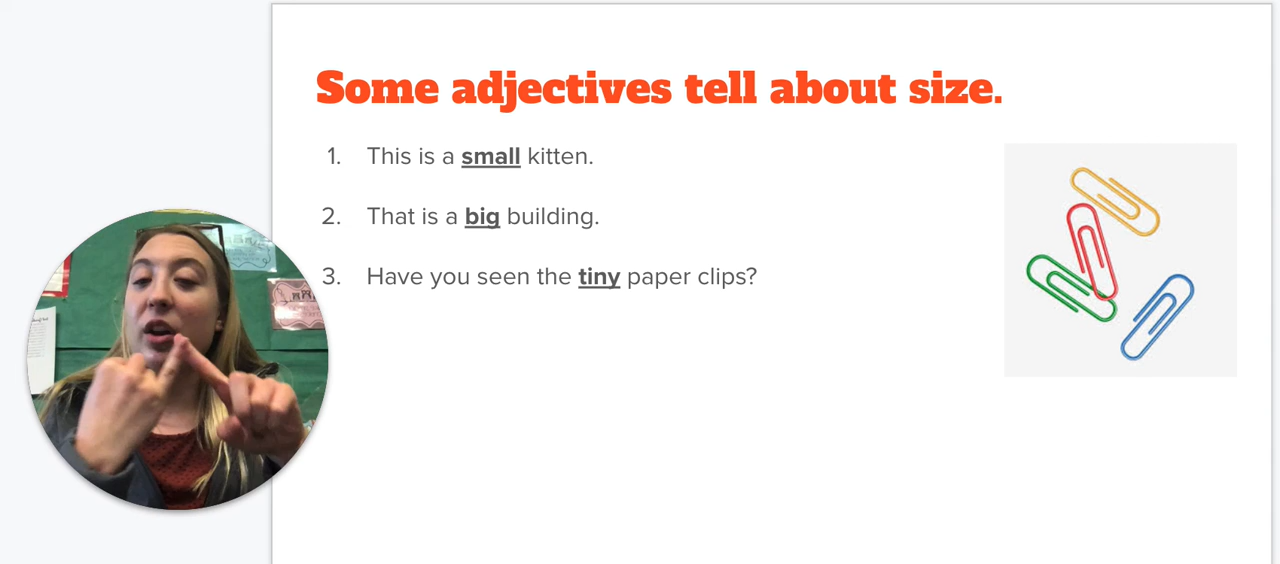 Some adjectives tell about size.
1. This is a small kitten.
2. That is a big building.
3. Have you seen the tiny paper clips?